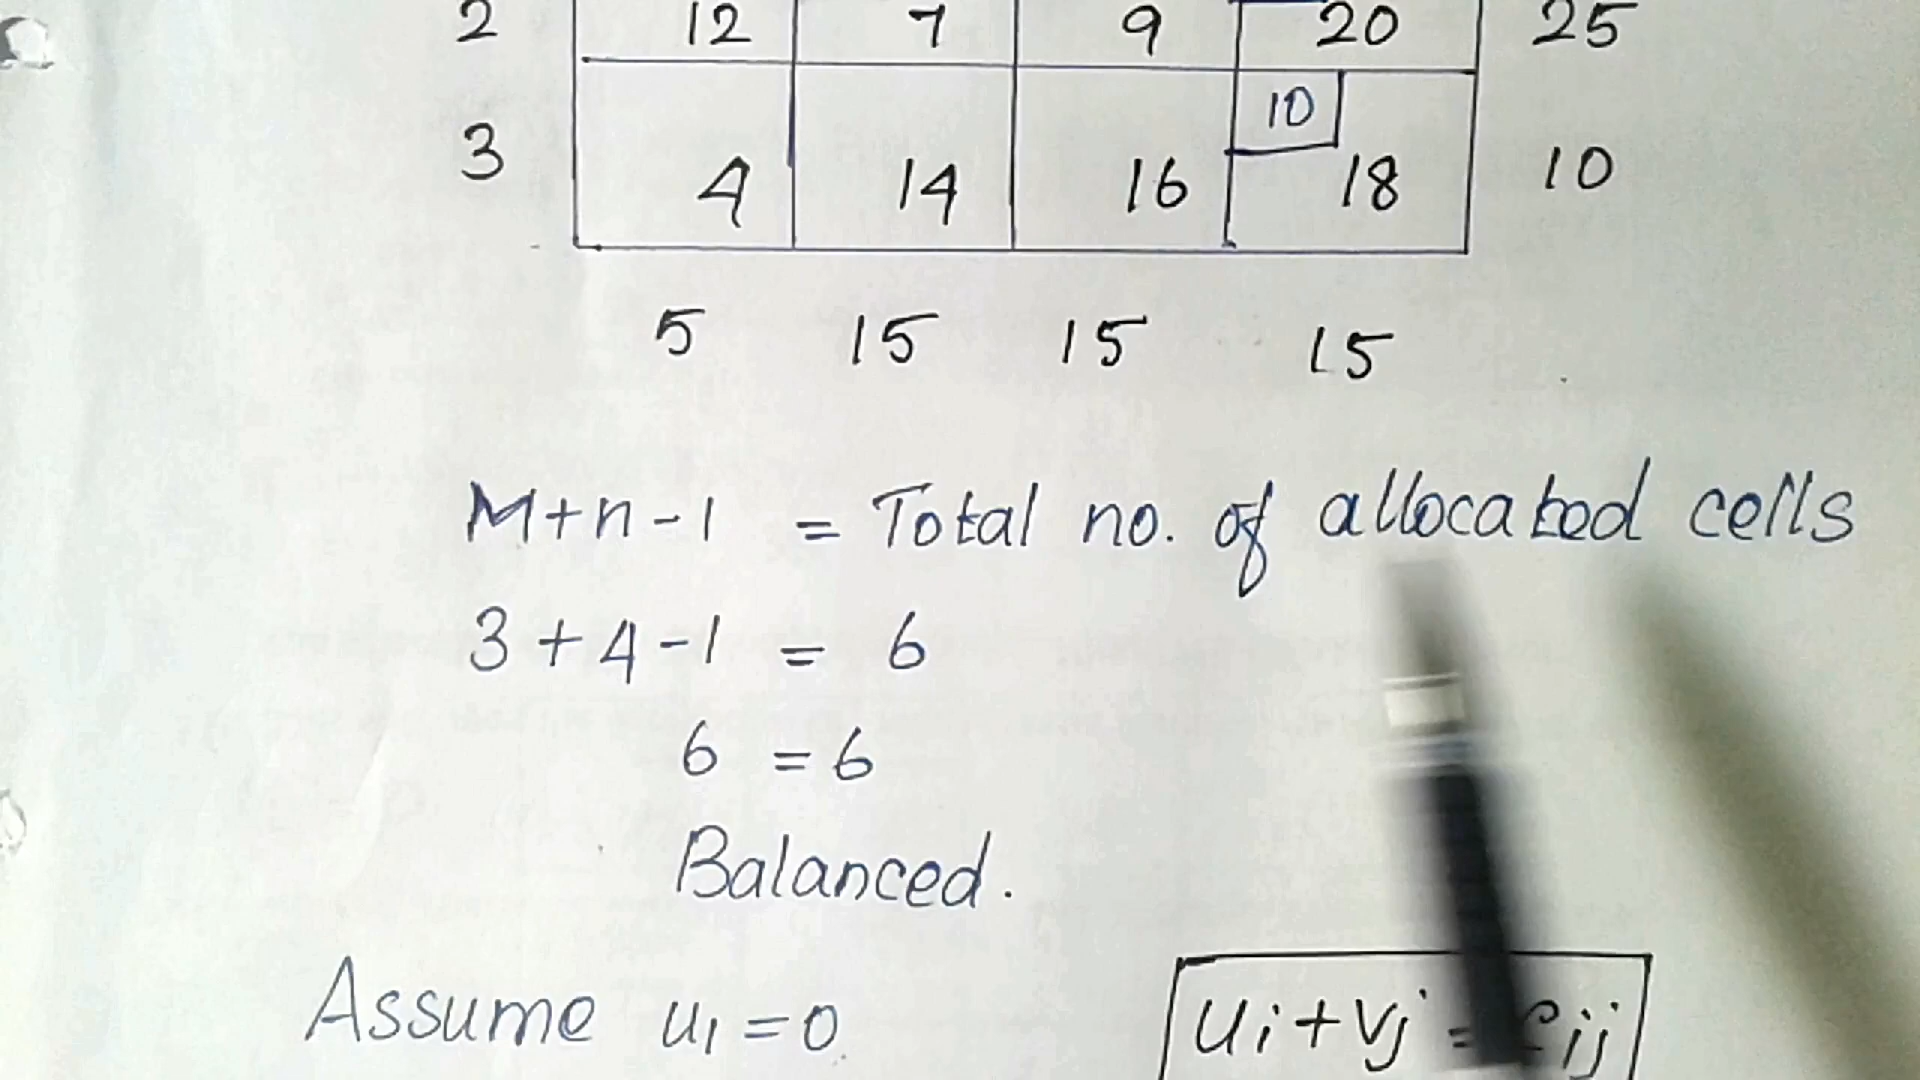 2 12 7 9 20 25
10
3 4 14 16 18 10
5 15 15 15
M+n-1 = Total no. of allocated cells
3+4-1 = 6
6 = 6
Balanced.
Assume u1=0
ui+vj = cij